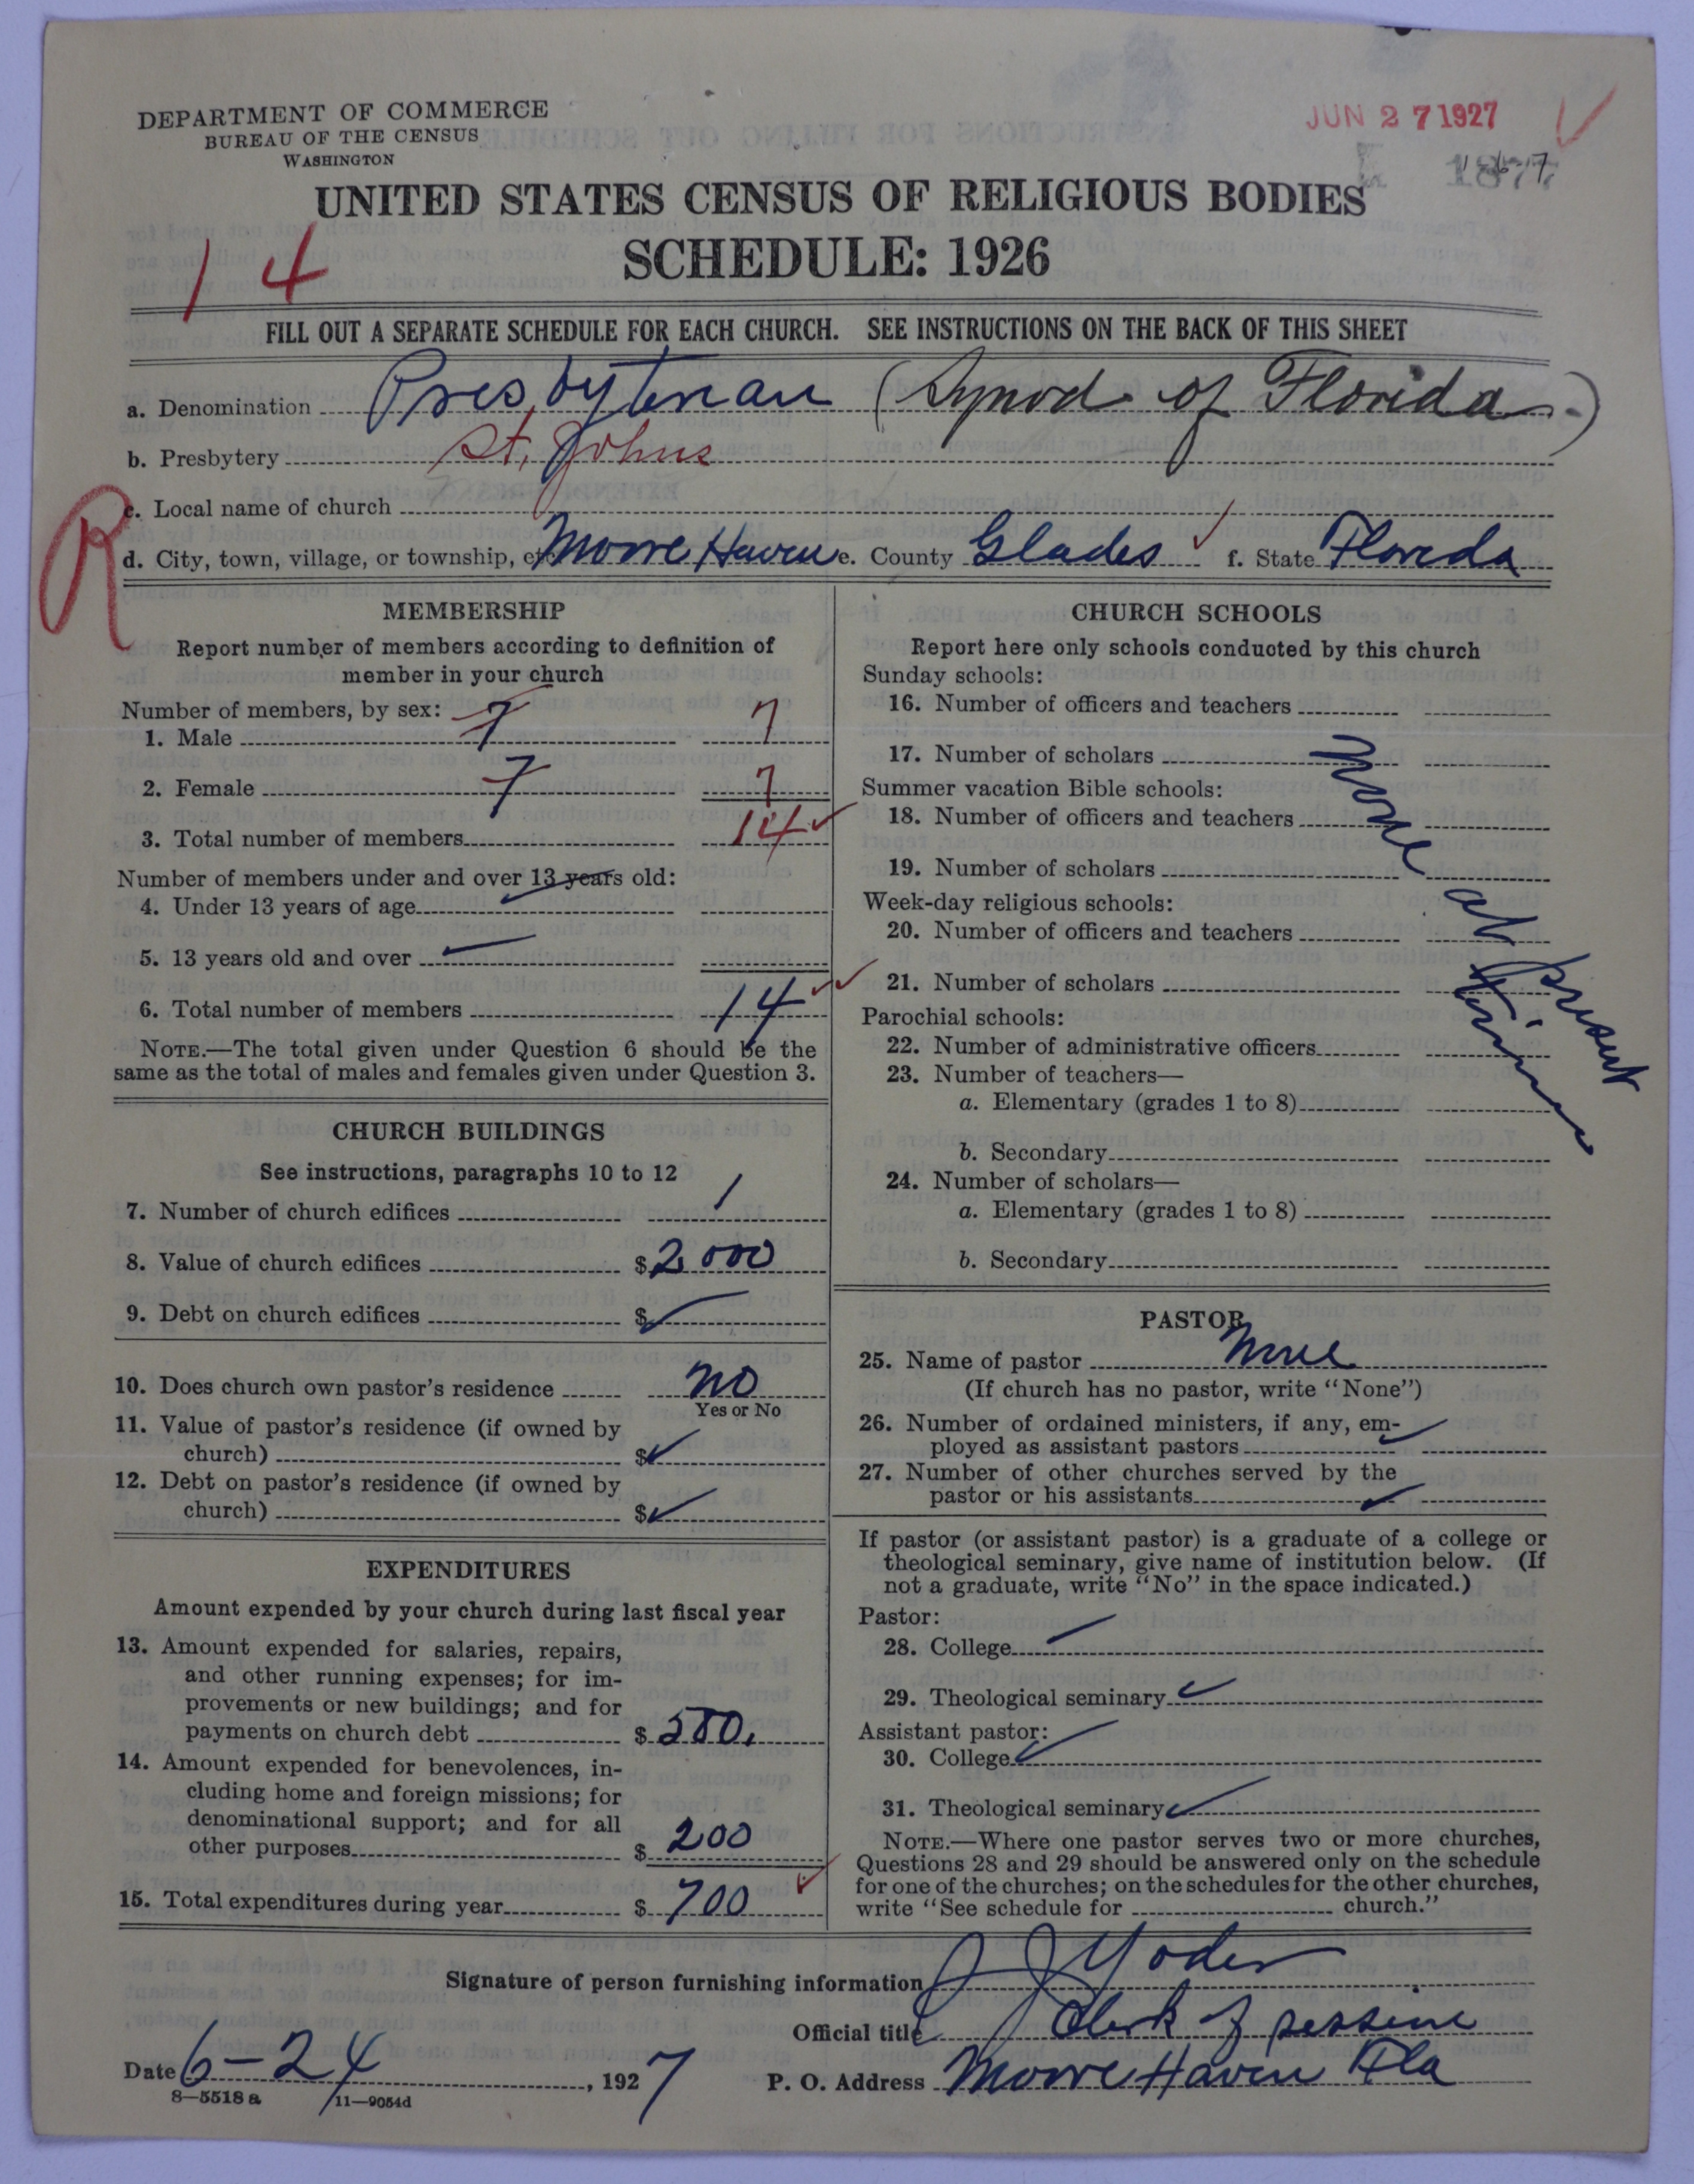 DEPARTMENT OF COMMERCE
BUREAU OF THE CENSUS
WASHINGTON
JUN 27 1927
UNITED STATES CENSUS OF RELIGIOUS BODIES
SCHEDULE: 1926
14
FILL OUT A SEPARATE SCHEDULE FOR EACH CHURCH. SEE INSTRUCTIONS ON THE BACK OF THIS SHEET
a. Denomination Presbyterian (Synod of Florida)
b. Presbytery St. Johns
R
c. Local name of church
d. City, town, village, or township, etc Moore Haven e. County Glades f. State Florida
MEMBERSHIP
Report number of members according to definition of
member in your church
Number of members, by sex:
1. Male 7 7
2. Female 7 7
3. Total number of members 14
Number of members under and over 13 years old:
4. Under 13 years of age
5. 13 years old and over
6. Total number of members 14
NOTE.—The total given under Question 6 should be the
same as the total of males and females given under Question 3.
CHURCH BUILDINGS
See instructions, paragraphs 10 to 12
7. Number of church edifices 1
8. Value of church edifices $2000
9. Debt on church edifices $
10. Does church own pastor's residence no
Yes or No
11. Value of pastor's residence (if owned by
church) $
12. Debt on pastor's residence (if owned by
church) $
EXPENDITURES
Amount expended by your church during last fiscal year
13. Amount expended for salaries, repairs,
and other running expenses; for im-
provements or new buildings; and for
payments on church debt $ 500.
14. Amount expended for benevolences, in-
cluding home and foreign missions; for
denominational support; and for all
other purposes $ 200
15. Total expenditures during year $ 700
CHURCH SCHOOLS
Report here only schools conducted by this church
Sunday schools:
16. Number of officers and teachers
17. Number of scholars
Summer vacation Bible schools:
18. Number of officers and teachers
19. Number of scholars
Week-day religious schools:
20. Number of officers and teachers
21. Number of scholars
Parochial schools:
22. Number of administrative officers
23. Number of teachers—
a. Elementary (grades 1 to 8)
b. Secondary
24. Number of scholars—
a. Elementary (grades 1 to 8)
b. Secondary
None at present
time
PASTOR
25. Name of pastor None
(If church has no pastor, write "None")
26. Number of ordained ministers, if any, em-
ployed as assistant pastors
27. Number of other churches served by the
pastor or his assistants
If pastor (or assistant pastor) is a graduate of a college or
theological seminary, give name of institution below. (If
not a graduate, write "No" in the space indicated.)
Pastor:
28. College
29. Theological seminary
Assistant pastor:
30. College
31. Theological seminary
NOTE.—Where one pastor serves two or more churches,
Questions 28 and 29 should be answered only on the schedule
for one of the churches; on the schedules for the other churches,
write "See schedule for church."
Signature of person furnishing information J J Yoder
Official title Clerk of session
Date 6-24, 1927 P. O. Address Moore Haven Fla
8-5518 a 11-9054d